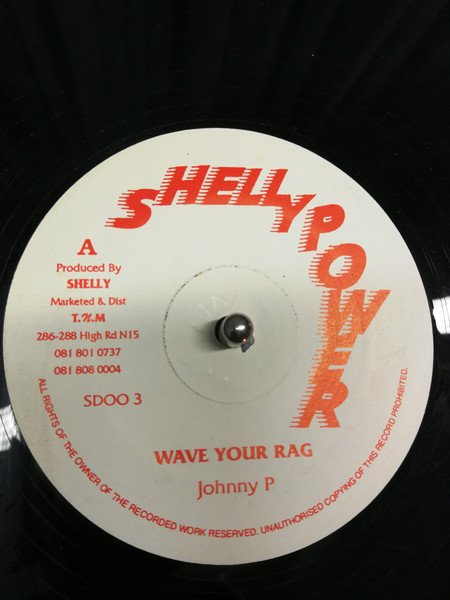 SHELLY POWER
A
Produced By
SHELLY
Marketed & Dist
T.N.M
286-288 High Rd N15
081 801 0737
081 808 0004
SDOO 3
WAVE YOUR RAG
Johnny P
ALL RIGHTS OF THE OWNER OF THE RECORDED WORK RESERVED. UNAUTHORISED COPYING OF THIS RECORD PROHIBITED.